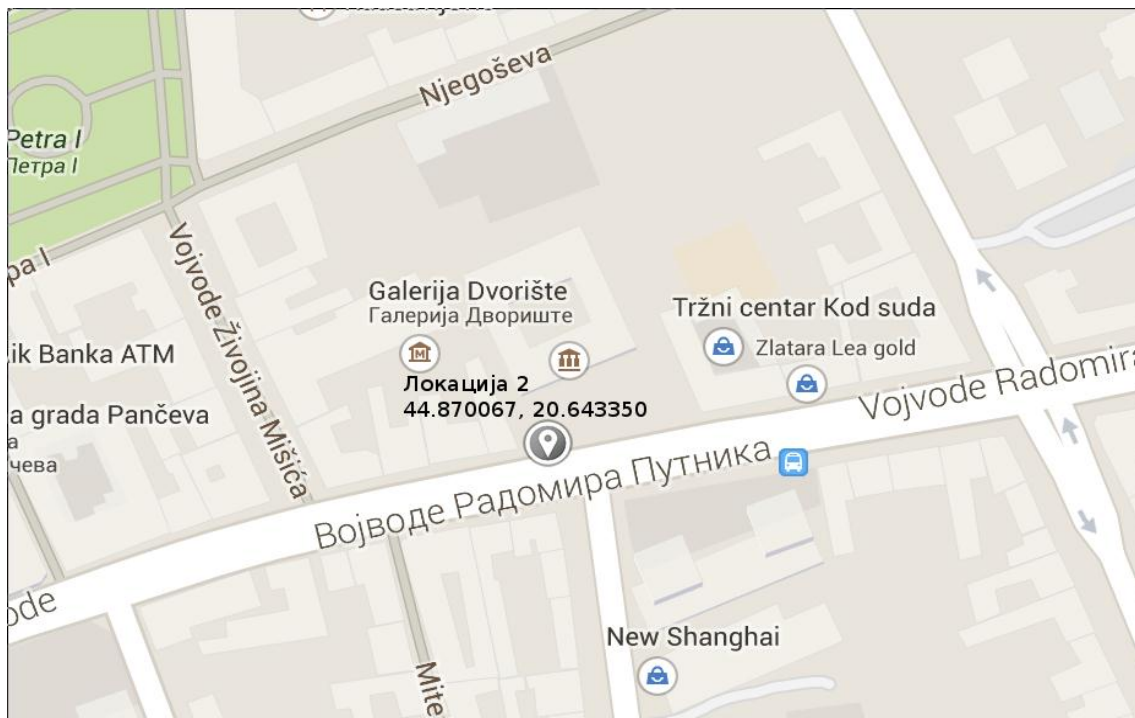 Njegoševa
Petra I
Петра I
pa I
Vojvode Živojina Mišića
Galerija Dvorište
Галерија Двориште
Tržni centar Kod suda
Zlatara Lea gold
ik Banka ATM
Локација 2
44.870067, 20.643350
a grada Pančeva
а
чева
Vojvode Radomira
Војводе Радомира Путника
ode
New Shanghai
Mite